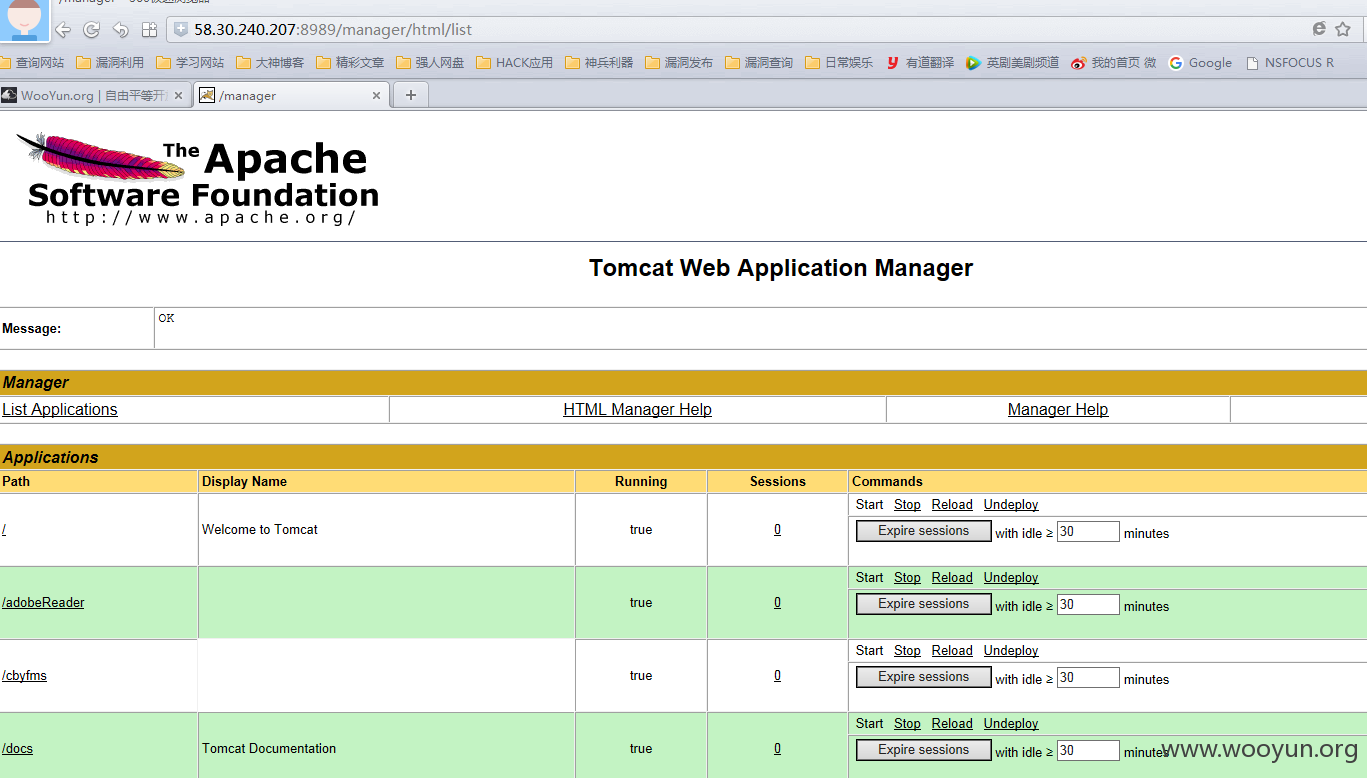 58.30.240.207:8989/manager/html/list
查询网站 漏洞利用 学习网站 大神博客 精彩文章 强人网盘 HACK应用 神兵利器 漏洞发布 漏洞查询 日常娱乐 有道翻译 英剧美剧频道 我的首页 微 Google NSFOCUS R
WooYun.org | 自由平等开 /manager
The Apache
Software Foundation
http://www.apache.org/
Tomcat Web Application Manager
Message: OK
Manager
List Applications HTML Manager Help Manager Help
Applications
Path Display Name Running Sessions Commands
/ Welcome to Tomcat true 0 Start Stop Reload Undeploy
Expire sessions with idle ≥ 30 minutes
/adobeReader true 0 Start Stop Reload Undeploy
Expire sessions with idle ≥ 30 minutes
/cbyfms true 0 Start Stop Reload Undeploy
Expire sessions with idle ≥ 30 minutes
/docs Tomcat Documentation true 0 Start Stop Reload Undeploy
Expire sessions with idle ≥ 30 minutes
www.wooyun.org